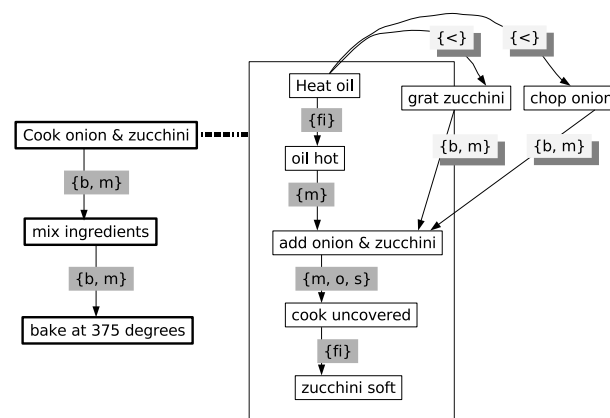 {<}
{<}
Heat oil
grat zucchini
chop onion
{fi}
Cook onion & zucchini
{b, m}
{b, m}
oil hot
{b, m}
{m}
mix ingredients
add onion & zucchini
{b, m}
{m, o, s}
cook uncovered
bake at 375 degrees
{fi}
zucchini soft